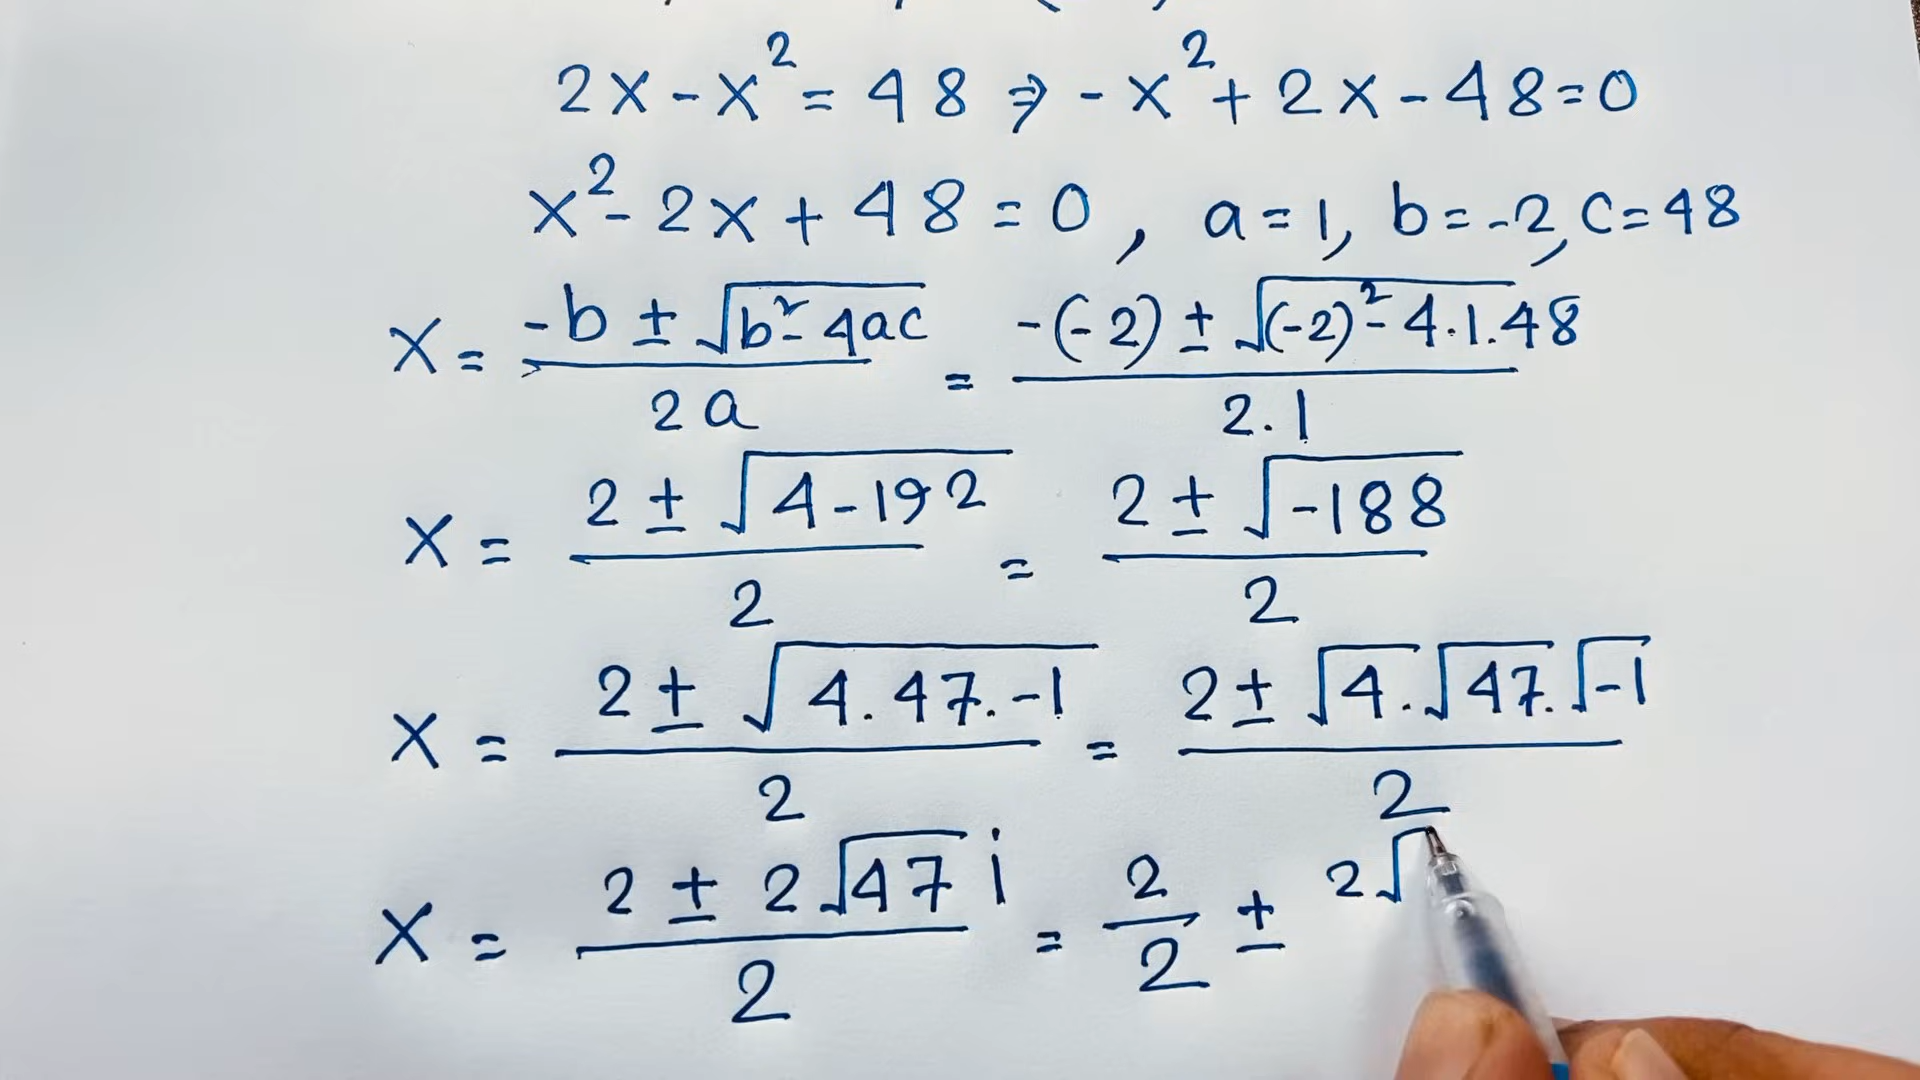 2x - x² = 48 ⇒ -x² + 2x - 48 = 0
x² - 2x + 48 = 0, a = 1, b = -2, c = 48
x = (-b ± √(b² - 4ac))/(2a) = (-(-2) ± √((-2)² - 4.1.48))/(2.1)
x = (2 ± √(4 - 192))/2 = (2 ± √(-188))/2
x = (2 ± √(4.47.-1))/2 = (2 ± √4.√47.√-1)/2
x = (2 ± 2√47 i)/2 = 2/2 ± 2√